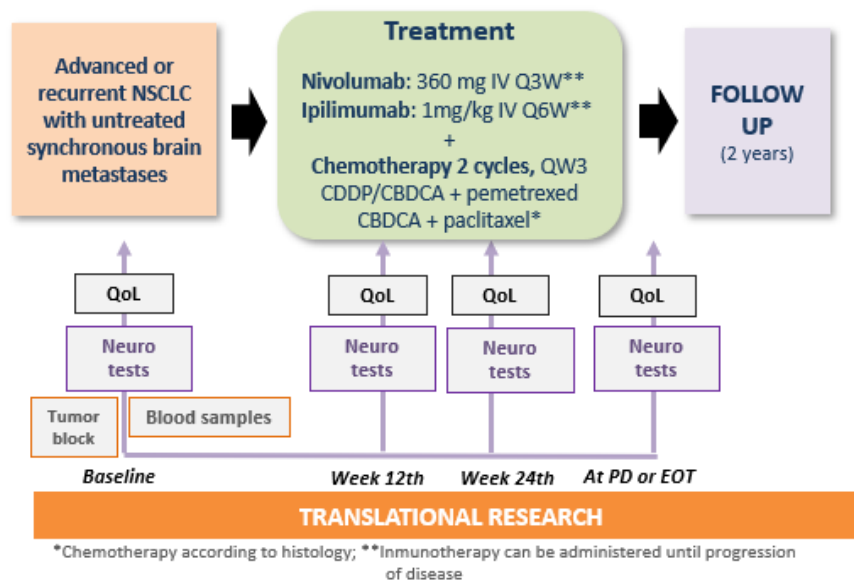 Advanced or
recurrent NSCLC
with untreated
synchronous brain
metastases
Treatment
Nivolumab: 360 mg IV Q3W**
Ipilimumab: 1mg/kg IV Q6W**
+
Chemotherapy 2 cycles, QW3
CDDP/CBDCA + pemetrexed
CBDCA + paclitaxel*
FOLLOW
UP
(2 years)
QoL
QoL
QoL
QoL
Neuro
tests
Neuro
tests
Neuro
tests
Neuro
tests
Tumor
block
Blood samples
Baseline
Week 12th
Week 24th
At PD or EOT
TRANSLATIONAL RESEARCH
*Chemotherapy according to histology; **Inmunotherapy can be administered until progression
of disease